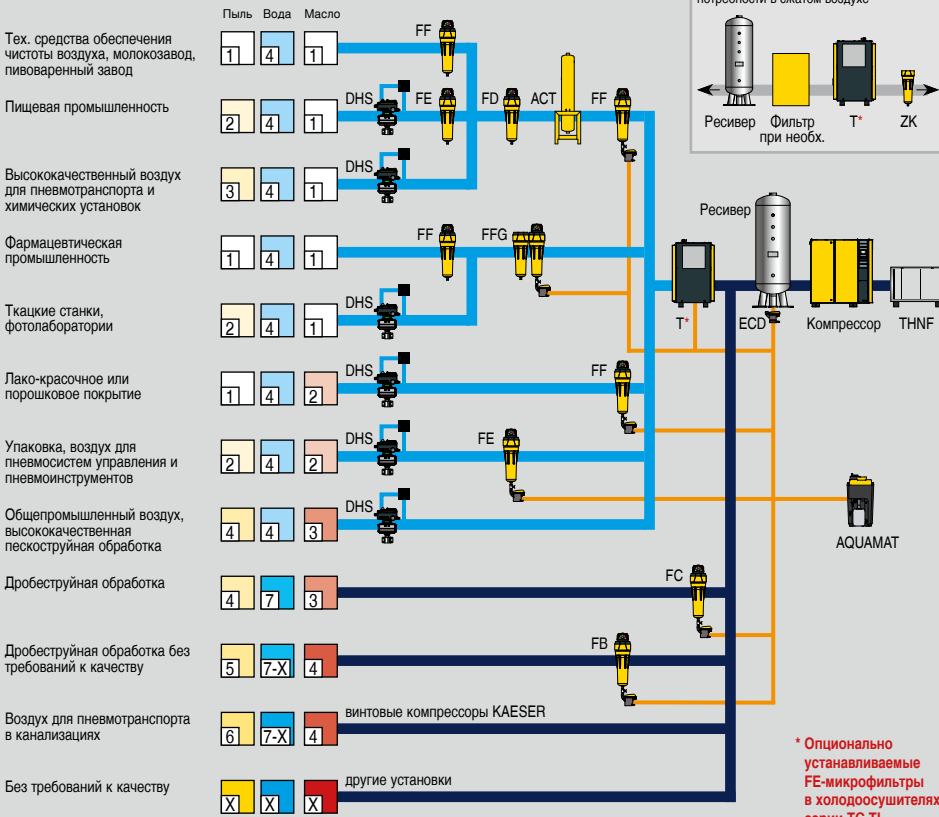 потребности в сжатом воздухе
Ресивер
Фильтр
при необх.
T*
ZK
Пыль Вода Масло
Тех. средства обеспечения
чистоты воздуха, молокозавод,
пивоваренный завод
1 4 1
FF
Пищевая промышленность
2 4 1
DHS FE FD ACT FF
Высококачественный воздух
для пневмотранспорта и
химических установок
3 4 1
DHS
Фармацевтическая
промышленность
1 4 1
FF FFG
Ресивер
T*
ECD
Компрессор
THNF
Ткацкие станки,
фотолаборатории
2 4 1
DHS
Лако-красочное или
порошковое покрытие
1 4 2
DHS FF
Упаковка, воздух для
пневмосистем управления и
пневмоинструментов
2 4 2
DHS FE
Общепромышленный воздух,
высококачественная
пескоструйная обработка
4 4 3
DHS
AQUAMAT
Дробеструйная обработка
4 7 3
FC
Дробеструйная обработка без
требований к качеству
5 7-X 4
FB
Воздух для пневмотранспорта
в канализациях
6 7-X 4
винтовые компрессоры KAESER
Без требований к качеству
X X X
другие установки
* Опционально
устанавливаемые
FE-микрофильтры
в холодоосушителях